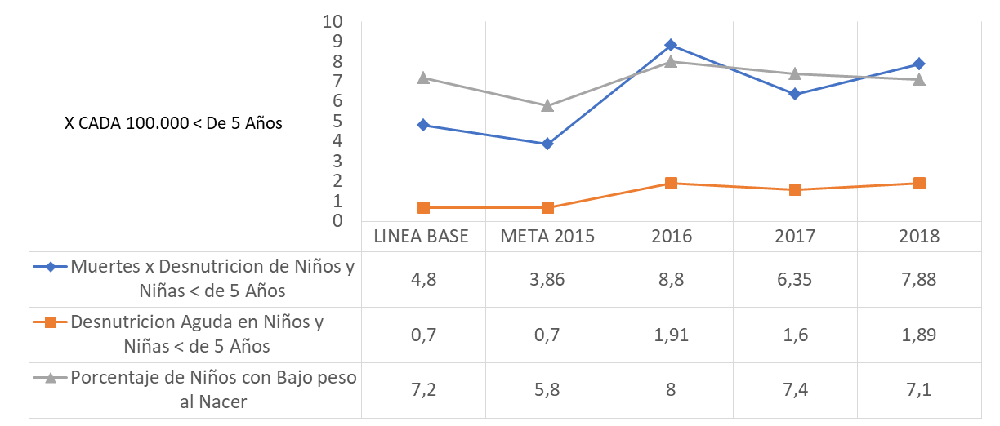 10
9
8
7
6
5
4
3
2
1
0
X CADA 100.000 < De 5 Años
LINEA BASE META 2015 2016 2017 2018
Muertes x Desnutricion de Niños y
Niñas < de 5 Años
4,8 3,86 8,8 6,35 7,88
Desnutricion Aguda en Niños y
Niñas < de 5 Años
0,7 0,7 1,91 1,6 1,89
Porcentaje de Niños con Bajo peso
al Nacer
7,2 5,8 8 7,4 7,1